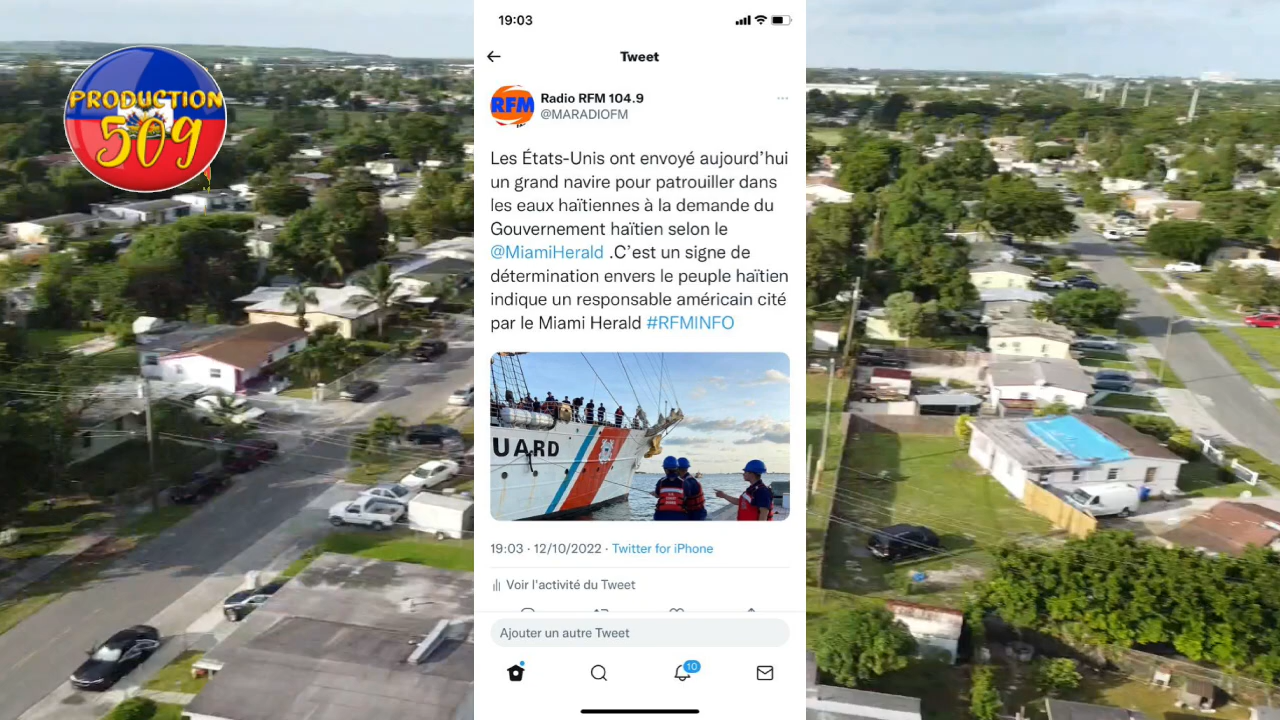 PRODUCTION
509
19:03
Tweet
RFM
Radio RFM 104.9
@MARADIOFM
Les États-Unis ont envoyé aujourd’hui
un grand navire pour patrouiller dans
les eaux haïtiennes à la demande du
Gouvernement haïtien selon le
@MiamiHerald .C’est un signe de
détermination envers le peuple haïtien
indique un responsable américain cité
par le Miami Herald #RFMINFO
UARD
19:03 · 12/10/2022 · Twitter for iPhone
Voir l'activité du Tweet
Ajouter un autre Tweet
10